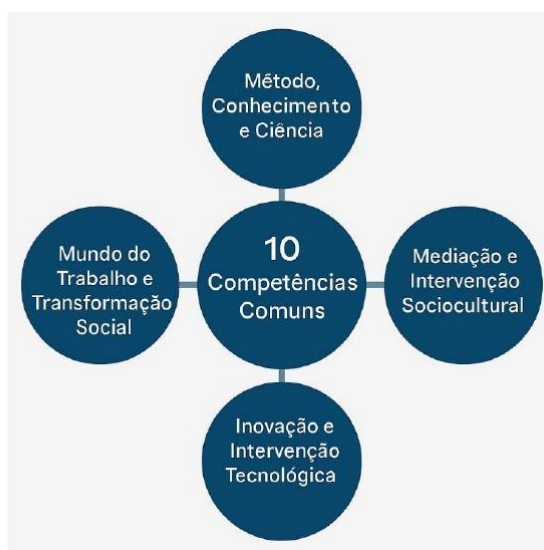 Método,
Conhecimento
e Ciência
Mundo do
Trabalho e
Transformação
Social
10
Competências
Comuns
Mediação e
Intervenção
Sociocultural
Inovação e
Intervenção
Tecnológica